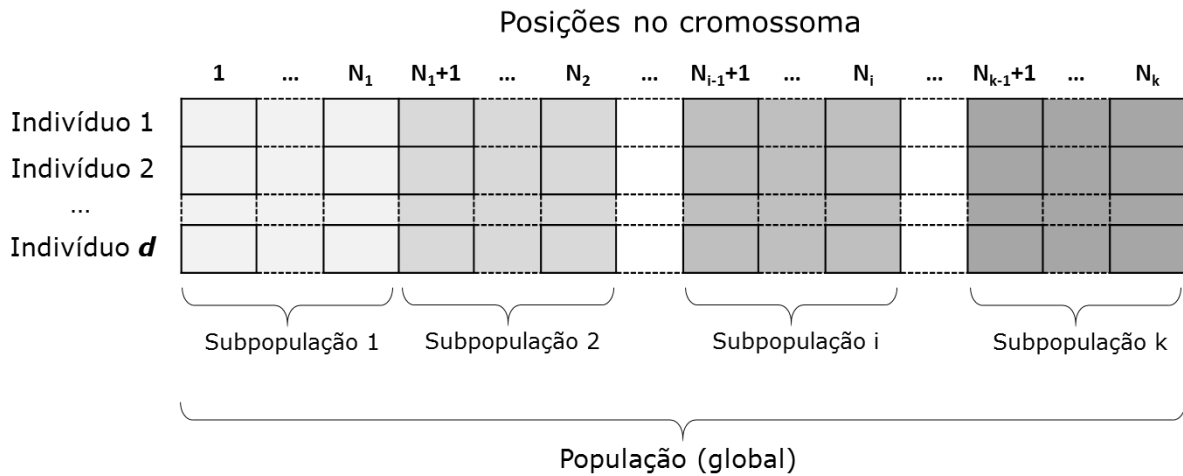 Posições no cromossoma
1 ... N₁ N₁+1 ... N₂ ... Nᵢ₋₁+1 ... Nᵢ ... Nₖ₋₁+1 ... Nₖ
Indivíduo 1
Indivíduo 2
...
Indivíduo d
Subpopulação 1 Subpopulação 2 Subpopulação i Subpopulação k
População (global)